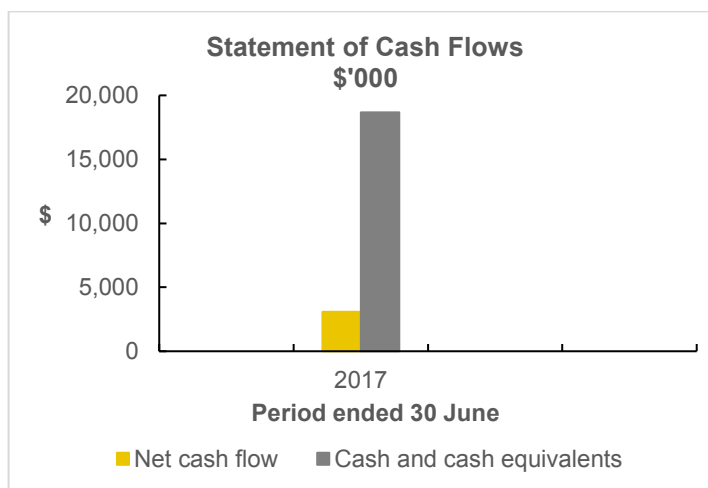 Statement of Cash Flows
$'000
20,000
15,000
$
10,000
5,000
0
2017
Period ended 30 June
Net cash flow
Cash and cash equivalents